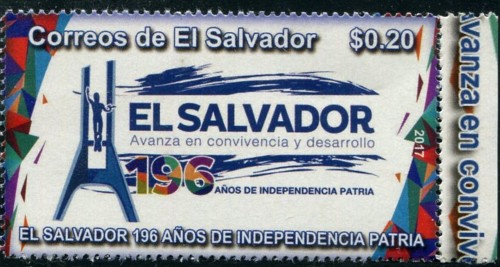 Correos de El Salvador $0.20
EL SALVADOR
Avanza en convivencia y desarrollo
196 AÑOS DE INDEPENDENCIA PATRIA
2017
EL SALVADOR 196 AÑOS DE INDEPENDENCIA PATRIA
Avanza en conviv